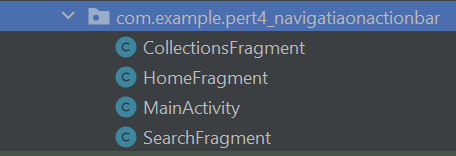 com.example.pert4_navigatiaonactionbar
CollectionsFragment
HomeFragment
MainActivity
SearchFragment